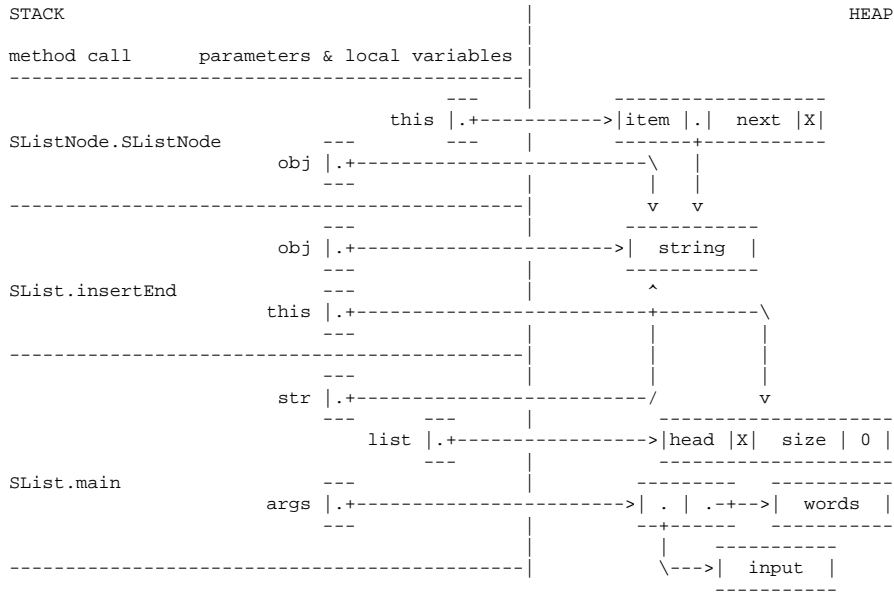 STACK | HEAP
method call parameters & local variables
this |.+----------->|item |.| next |X|
SListNode.SListNode
obj |.+--------------------------\ |
obj |.+----------------------->| string |
SList.insertEnd
this |.+--------------------------+---------\
str |.+--------------------------/ v
list |.+----------------->|head |X| size | 0 |
SList.main
args |.+------------------------>| . | .-+-->| words |
\--->| input |